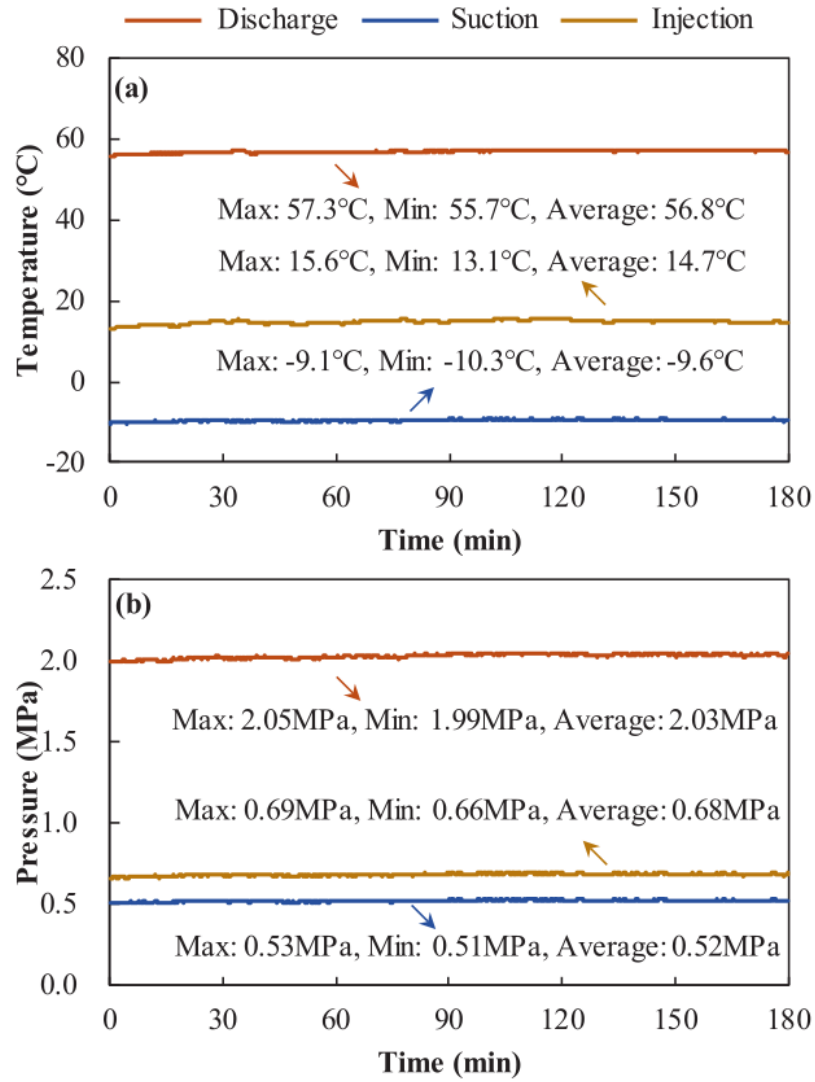 Discharge Suction Injection
(a)
Temperature (°C)
80
60
40
20
0
-20
Max: 57.3°C, Min: 55.7°C, Average: 56.8°C
Max: 15.6°C, Min: 13.1°C, Average: 14.7°C
Max: -9.1°C, Min: -10.3°C, Average: -9.6°C
0 30 60 90 120 150 180
Time (min)
(b)
Pressure (MPa)
2.5
2.0
1.5
1.0
0.5
0.0
Max: 2.05MPa, Min: 1.99MPa, Average: 2.03MPa
Max: 0.69MPa, Min: 0.66MPa, Average: 0.68MPa
Max: 0.53MPa, Min: 0.51MPa, Average: 0.52MPa
0 30 60 90 120 150 180
Time (min)